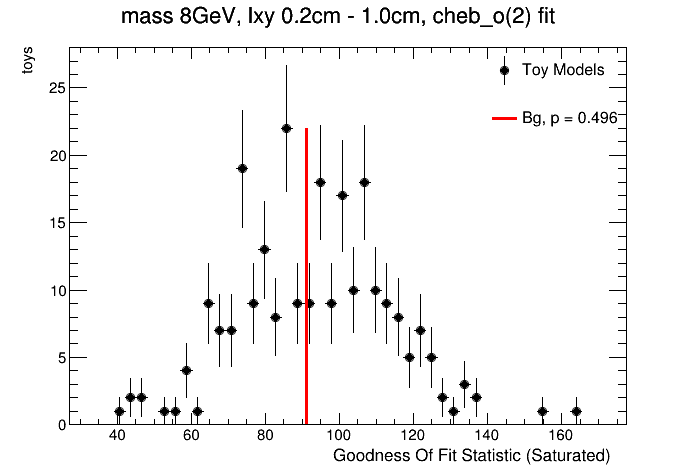 mass 8GeV, lxy 0.2cm - 1.0cm, cheb_o(2) fit
toys
Toy Models
Bg, p = 0.496
25
20
15
10
5
0
40 60 80 100 120 140 160
Goodness Of Fit Statistic (Saturated)